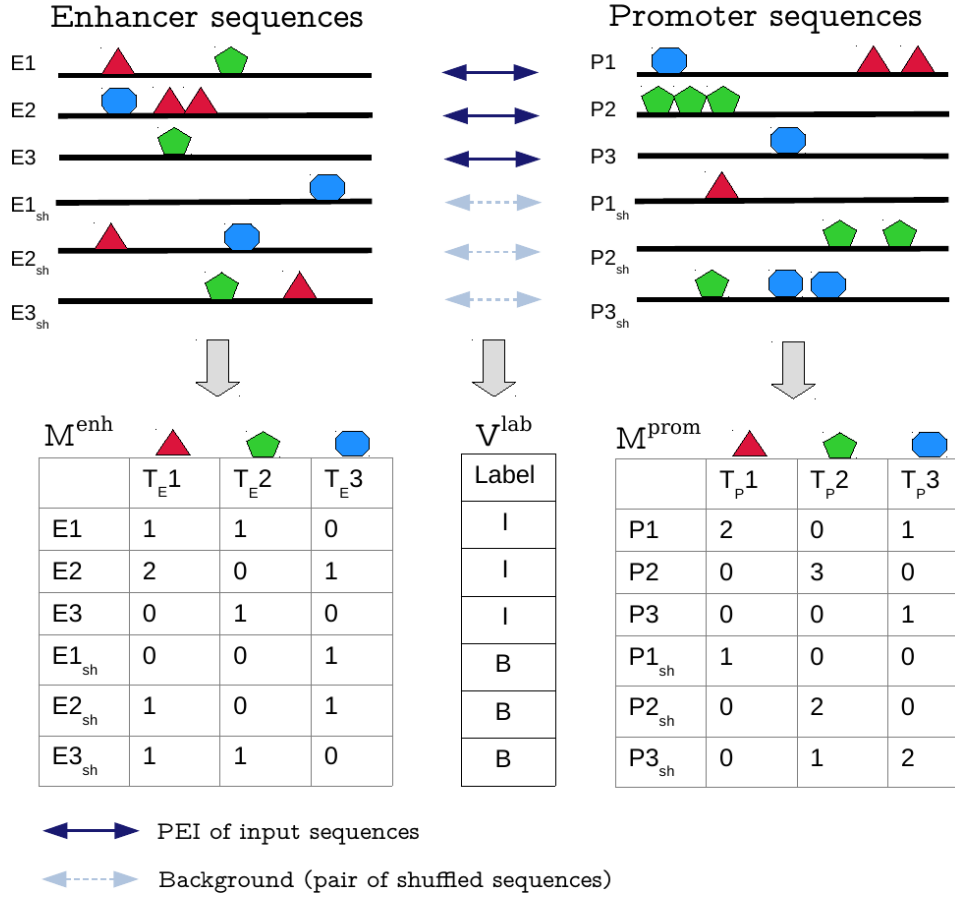 Enhancer sequences Promoter sequences
E1 P1
E2 P2
E3 P3
E1sh P1sh
E2sh P2sh
E3sh P3sh
M^enh V^lab M^prom
TE1 TE2 TE3 Label TP1 TP2 TP3
E1 1 1 0 I P1 2 0 1
E2 2 0 1 I P2 0 3 0
E3 0 1 0 I P3 0 0 1
E1sh 0 0 1 B P1sh 1 0 0
E2sh 1 0 1 B P2sh 0 2 0
E3sh 1 1 0 B P3sh 0 1 2
PEI of input sequences
Background (pair of shuffled sequences)